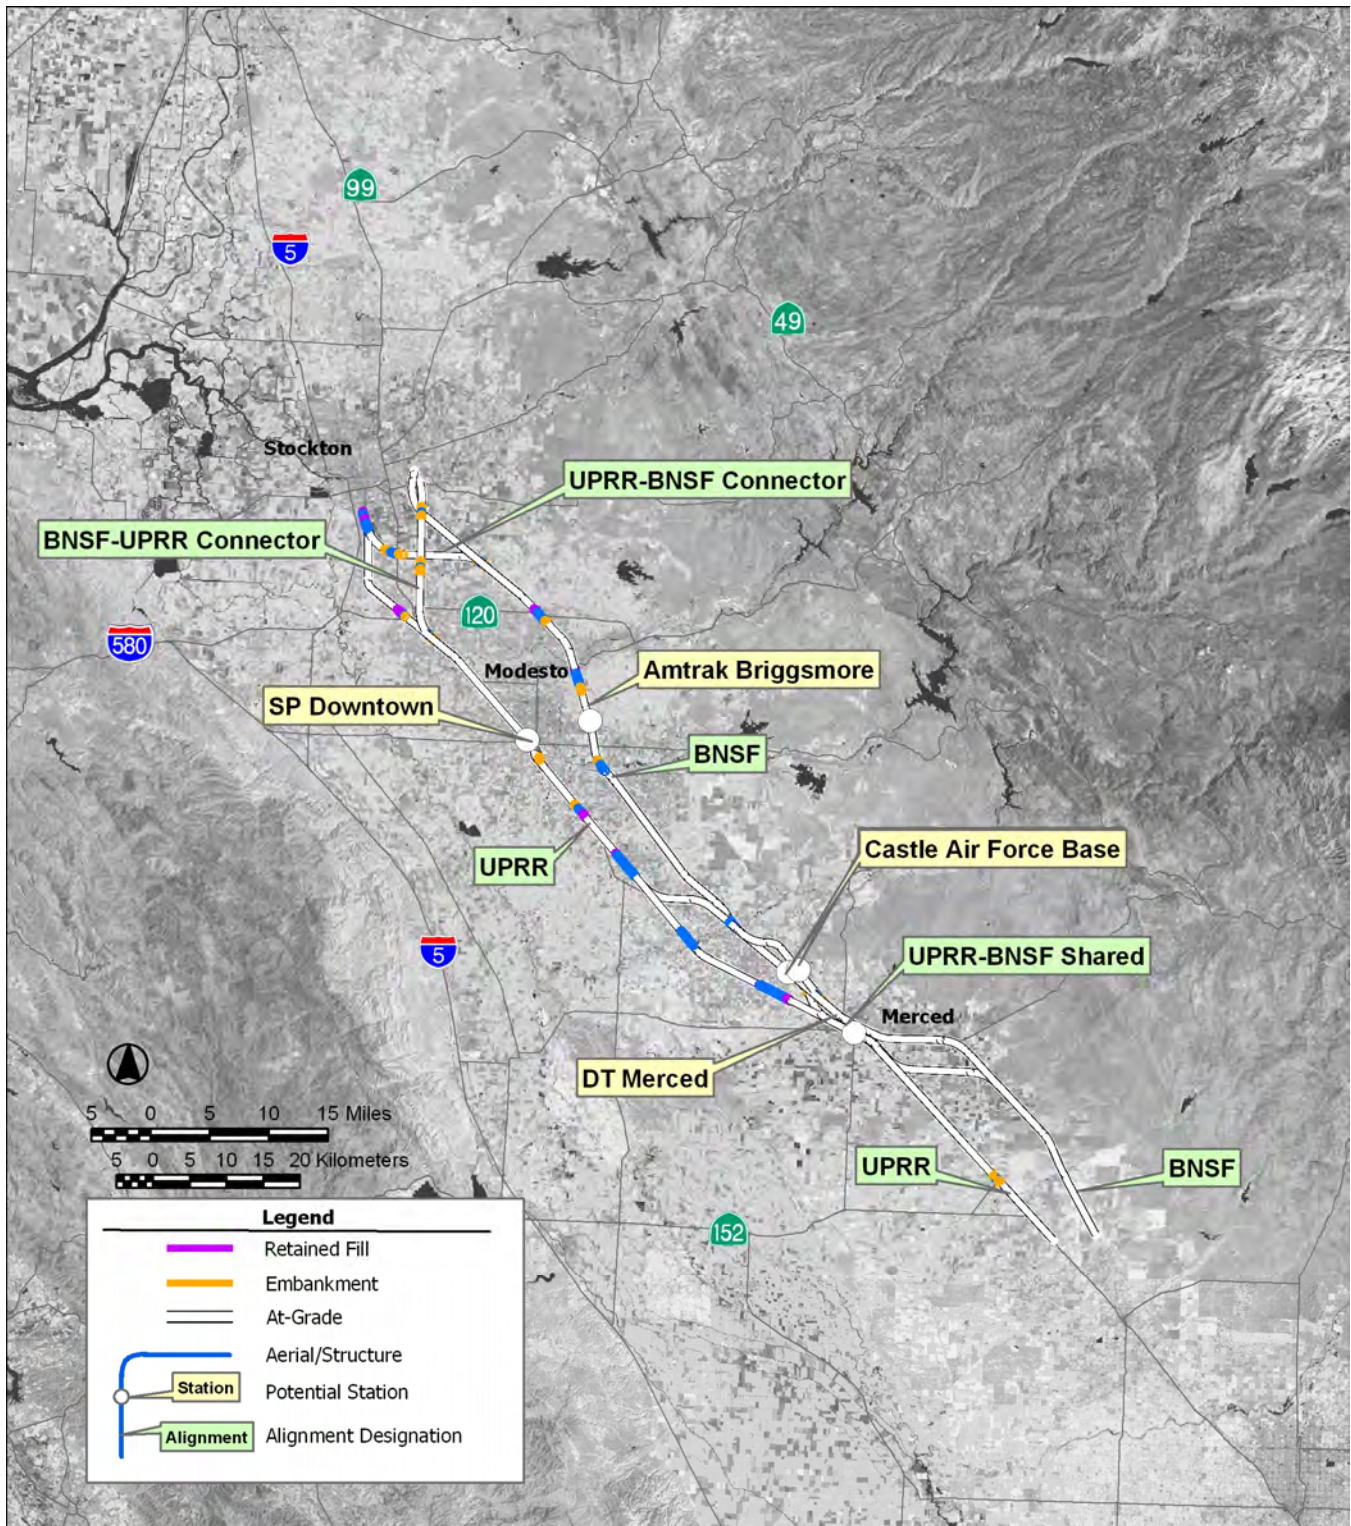 99
5
49
Stockton
UPRR-BNSF Connector
BNSF-UPRR Connector
120
580
Modesto
Amtrak Briggsmore
SP Downtown
BNSF
UPRR
Castle Air Force Base
5
UPRR-BNSF Shared
Merced
DT Merced
5 0 5 10 15 Miles
5 0 5 10 15 20 Kilometers
UPRR
BNSF
152
Legend
Retained Fill
Embankment
At-Grade
Aerial/Structure
Station Potential Station
Alignment Alignment Designation